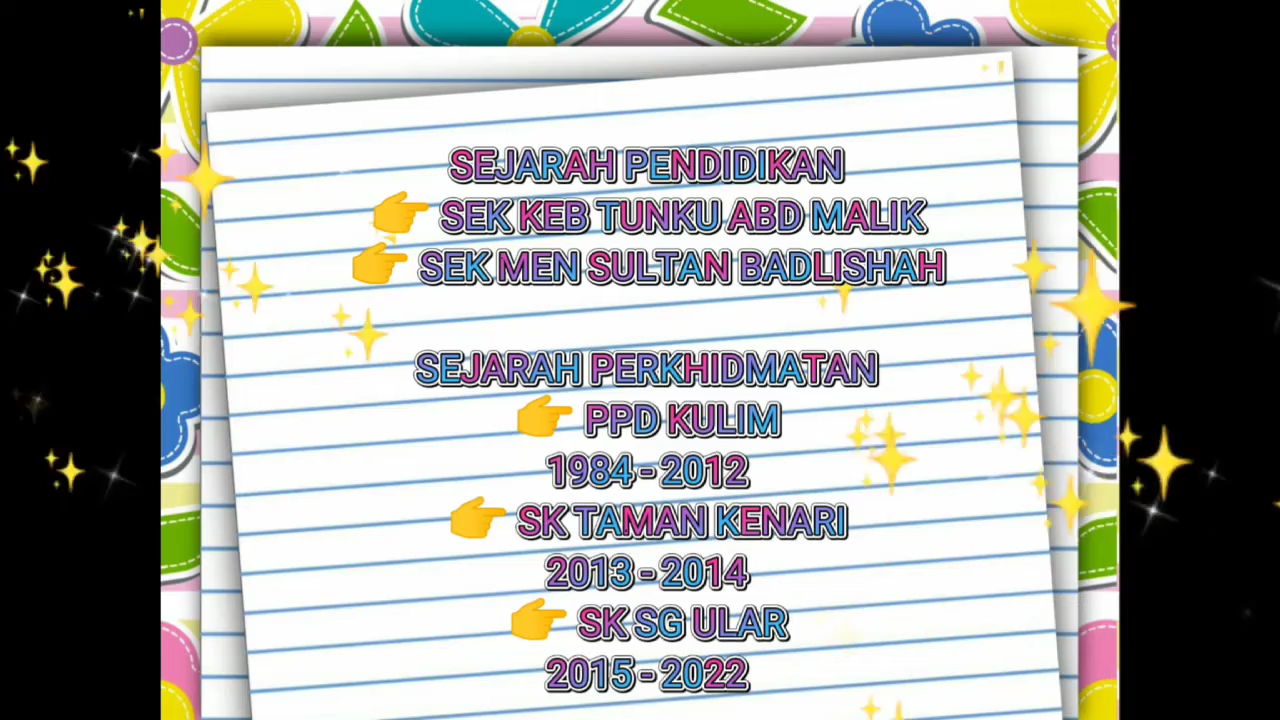 SEJARAH PENDIDIKAN
👉 SEK KEB TUNKU ABD MALIK
👉 SEK MEN SULTAN BADLISHAH
SEJARAH PERKHIDMATAN
👉 PPD KULIM
1984 - 2012
👉 SK TAMAN KENARI
2013 - 2014
👉 SK SG ULAR
2015 - 2022